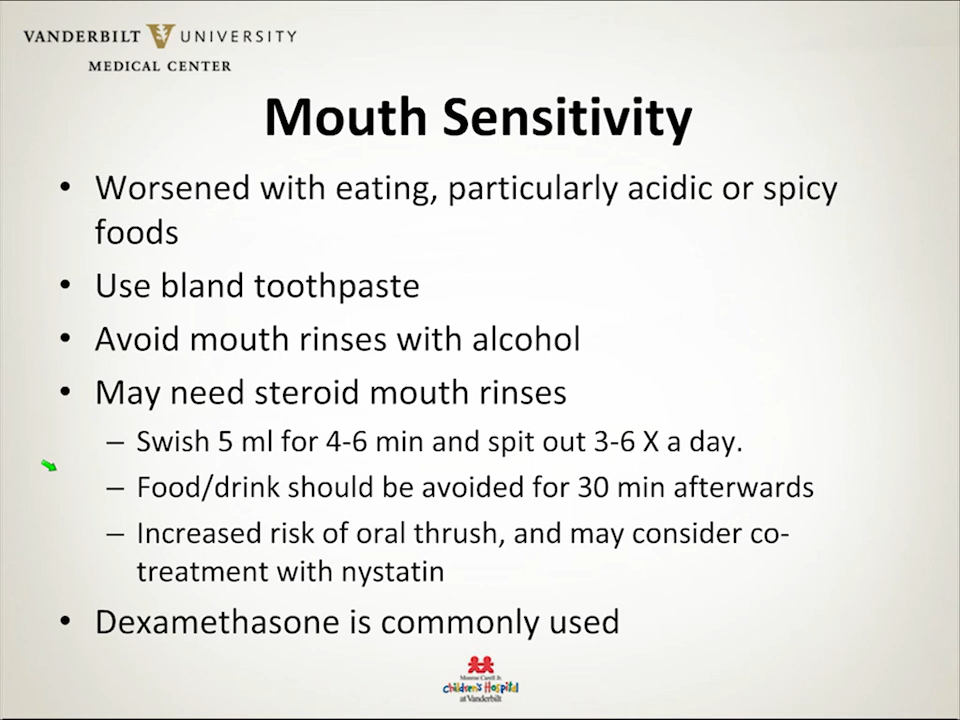 VANDERBILT UNIVERSITY
MEDICAL CENTER
Mouth Sensitivity
• Worsened with eating, particularly acidic or spicy
foods
• Use bland toothpaste
• Avoid mouth rinses with alcohol
• May need steroid mouth rinses
– Swish 5 ml for 4-6 min and spit out 3-6 X a day.
– Food/drink should be avoided for 30 min afterwards
– Increased risk of oral thrush, and may consider co-
treatment with nystatin
• Dexamethasone is commonly used
Monroe Carell Jr.
Children's Hospital
at Vanderbilt